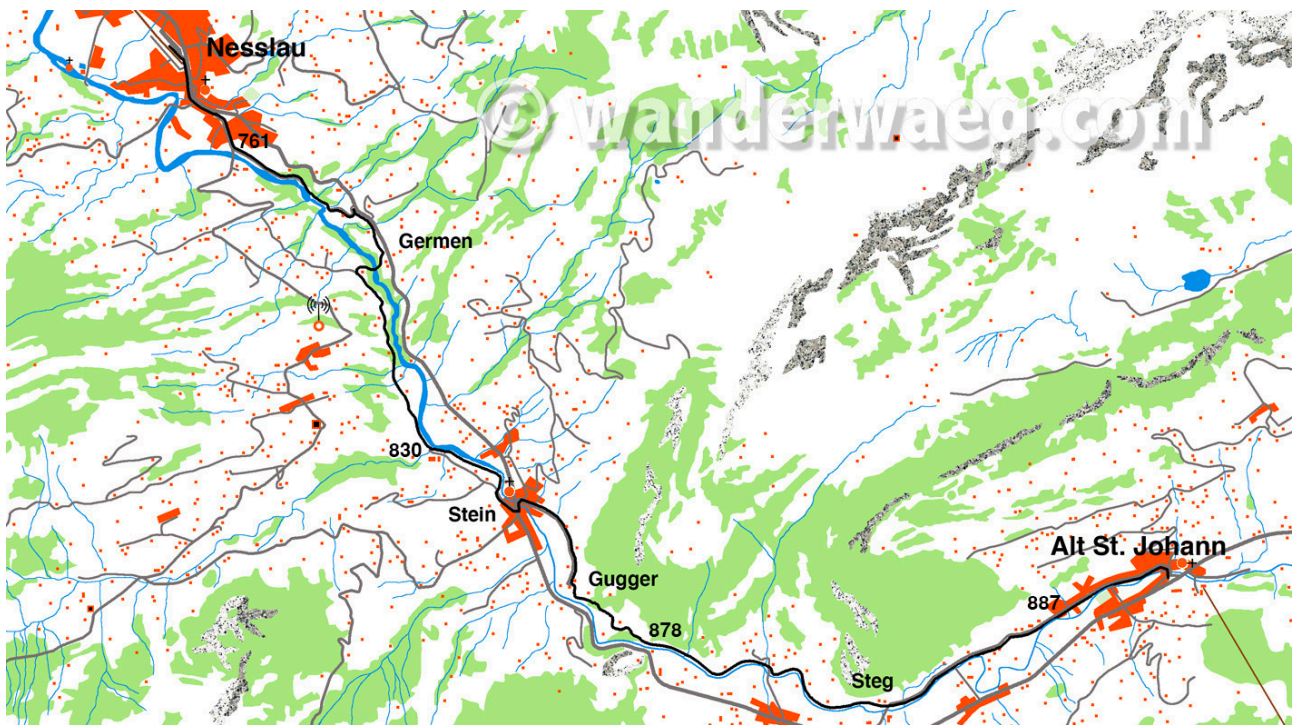 Nesslau
© wanderwaeg.com
761
Germen
830
Stein
Gugger
878
Alt St. Johann
887
Steg